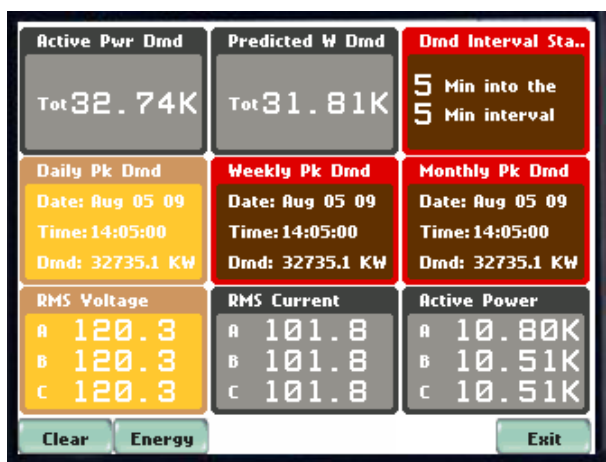 Active Pwr Dmd
Tot 32.74K
Predicted W Dmd
Tot 31.81K
Dmd Interval Sta..
5 Min into the
5 Min interval
Daily Pk Dmd
Date: Aug 05 09
Time: 14:05:00
Dmd: 32735.1 KW
Weekly Pk Dmd
Date: Aug 05 09
Time: 14:05:00
Dmd: 32735.1 KW
Monthly Pk Dmd
Date: Aug 05 09
Time: 14:05:00
Dmd: 32735.1 KW
RMS Voltage
A 120.3
B 120.3
C 120.3
RMS Current
A 101.8
B 101.8
C 101.8
Active Power
A 10.80K
B 10.51K
C 10.51K
Clear
Energy
Exit